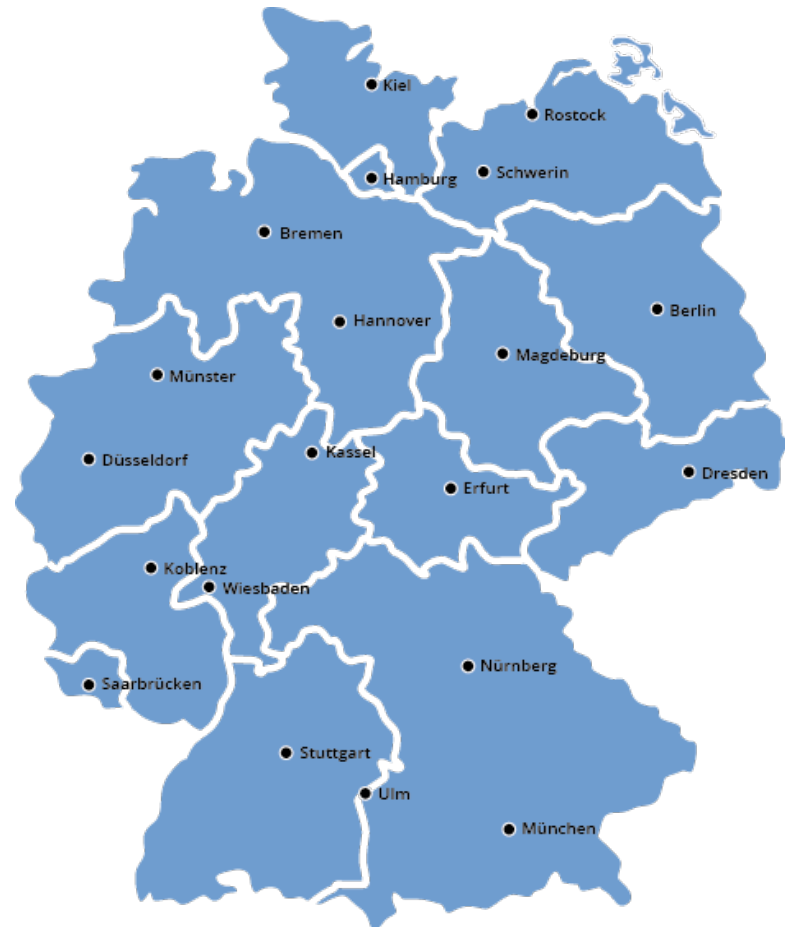 Kiel
Rostock
Schwerin
Hamburg
Bremen
Berlin
Hannover
Magdeburg
Münster
Kassel
Düsseldorf
Dresden
Erfurt
Koblenz
Wiesbaden
Nürnberg
Saarbrücken
Stuttgart
Ulm
München